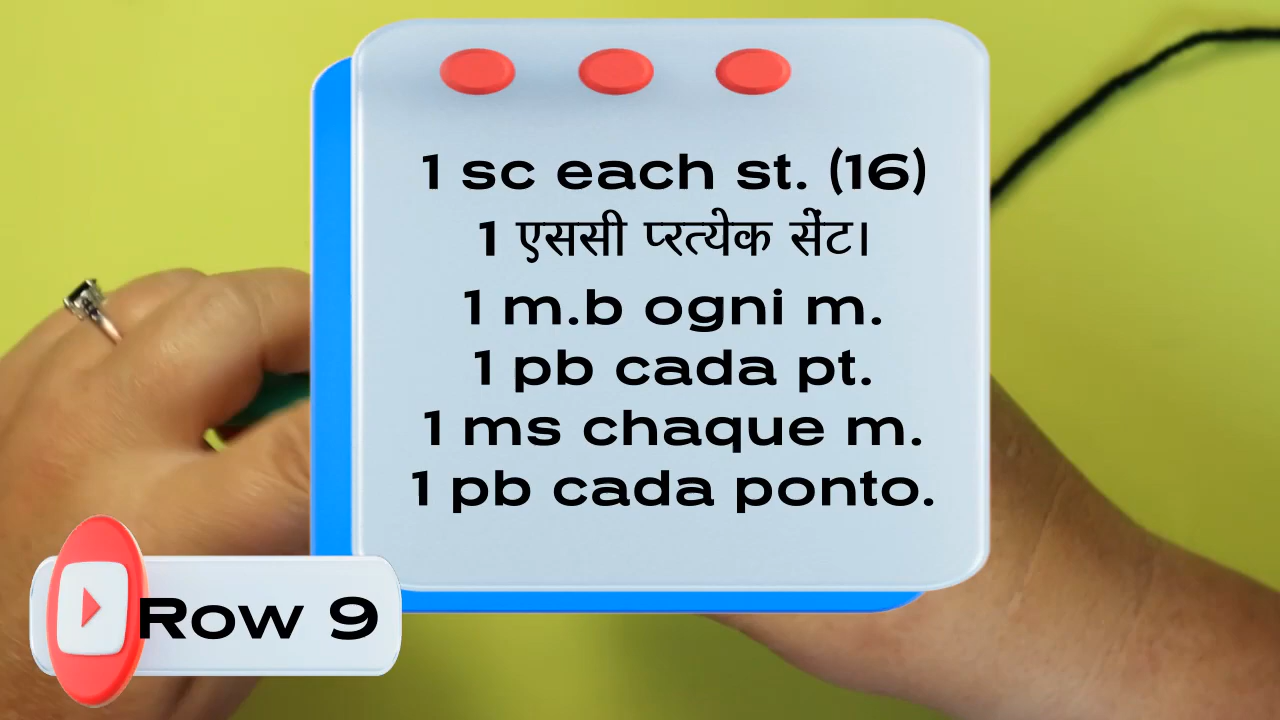 1 sc each st. (16)
1 एससी प्रत्येक सेंट।
1 m.b ogni m.
1 pb cada pt.
1 ms chaque m.
1 pb cada ponto.
Row 9